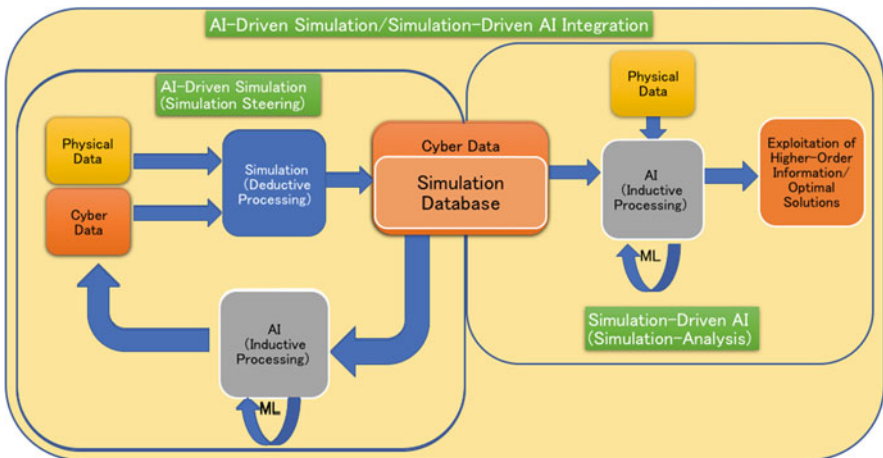 AI-Driven Simulation/Simulation-Driven AI Integration
AI-Driven Simulation
(Simulation Steering)
Physical
Data
Cyber
Data
Simulation
(Deductive
Processing)
Cyber Data
Simulation
Database
AI
(Inductive
Processing)
ML
Physical
Data
AI
(Inductive
Processing)
ML
Exploitation of
Higher-Order
Information/
Optimal
Solutions
Simulation-Driven AI
(Simulation-Analysis)